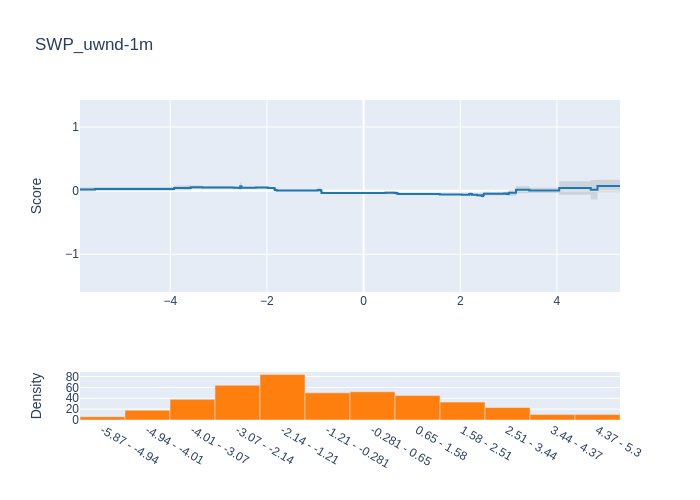 SWP_uwnd-1m
Score
1
0
−1
−4
−2
0
2
4
Density
80
60
40
20
0
-5.87 - -4.94
-4.94 - -4.01
-4.01 - -3.07
-3.07 - -2.14
-2.14 - -1.21
-1.21 - -0.281
-0.281 - 0.65
0.65 - 1.58
1.58 - 2.51
2.51 - 3.44
3.44 - 4.37
4.37 - 5.3